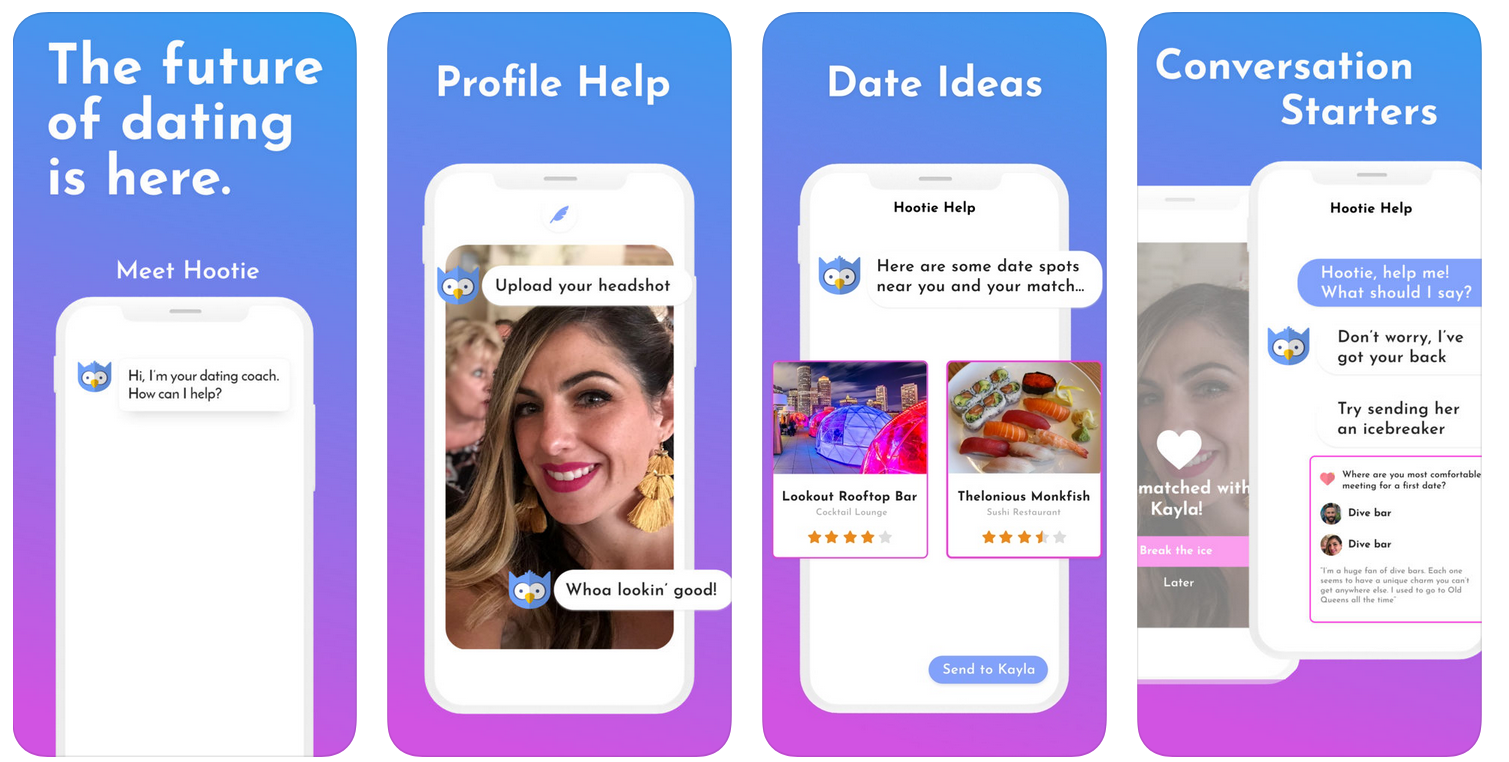 The future
of dating
is here.
Meet Hootie
Hi, I'm your dating coach.
How can I help?
Profile Help
Upload your headshot
Whoa lookin' good!
Date Ideas
Hootie Help
Here are some date spots
near you and your match...
Lookout Rooftop Bar
Cocktail Lounge
Thelonious Monkfish
Sushi Restaurant
Send to Kayla
Conversation
Starters
matched with
Kayla!
Break the ice
Later
Hootie Help
Hootie, help me!
What should I say?
Don't worry, I've
got your back
Try sending her
an icebreaker
Where are you most comfortable
meeting for a first date?
Dive bar
Dive bar
"I'm a huge fan of dive bars. Each one
seems to have a unique charm you can't
get anywhere else. I used to go to Old
Queens all the time"